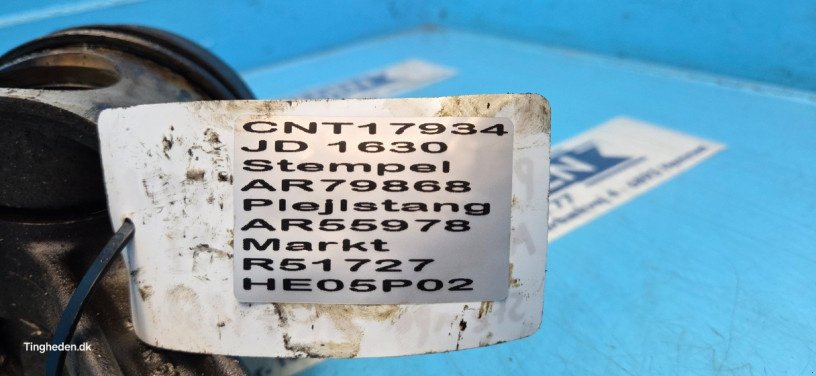 CNT17934
JD 1630
Stempel
AR79868
Plejlstang
AR55978
Markt
R51727
HE05P02
Tingheden.dk